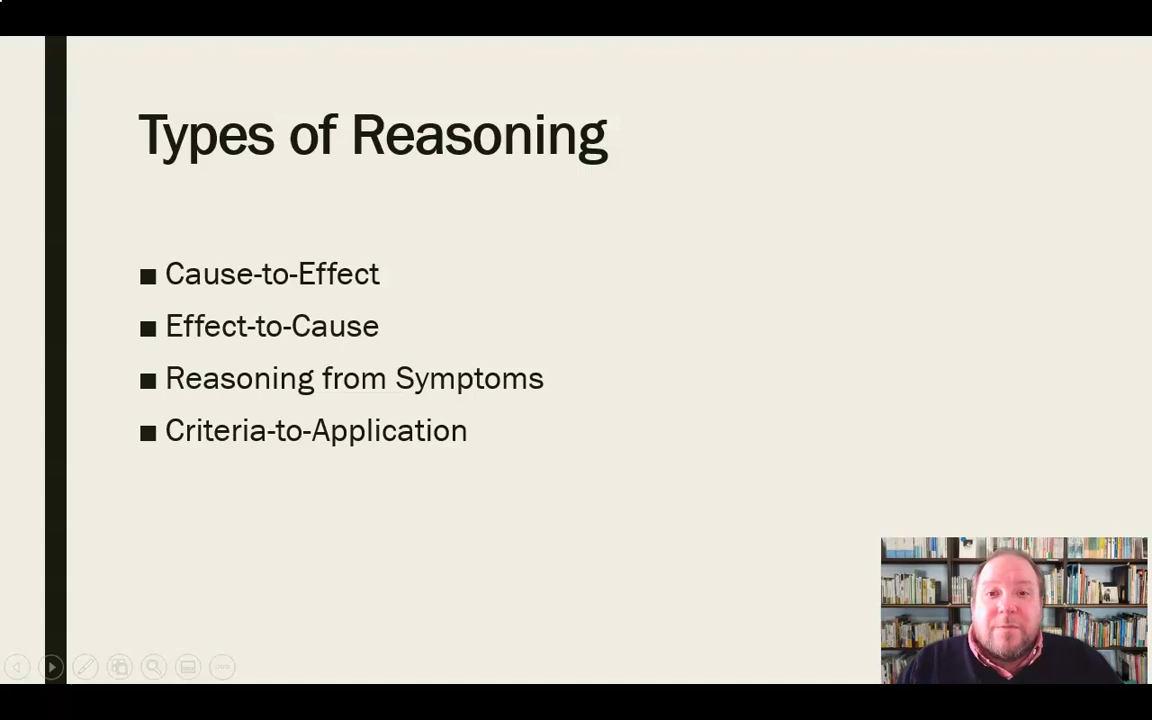 Types of Reasoning
■ Cause-to-Effect
■ Effect-to-Cause
■ Reasoning from Symptoms
■ Criteria-to-Application